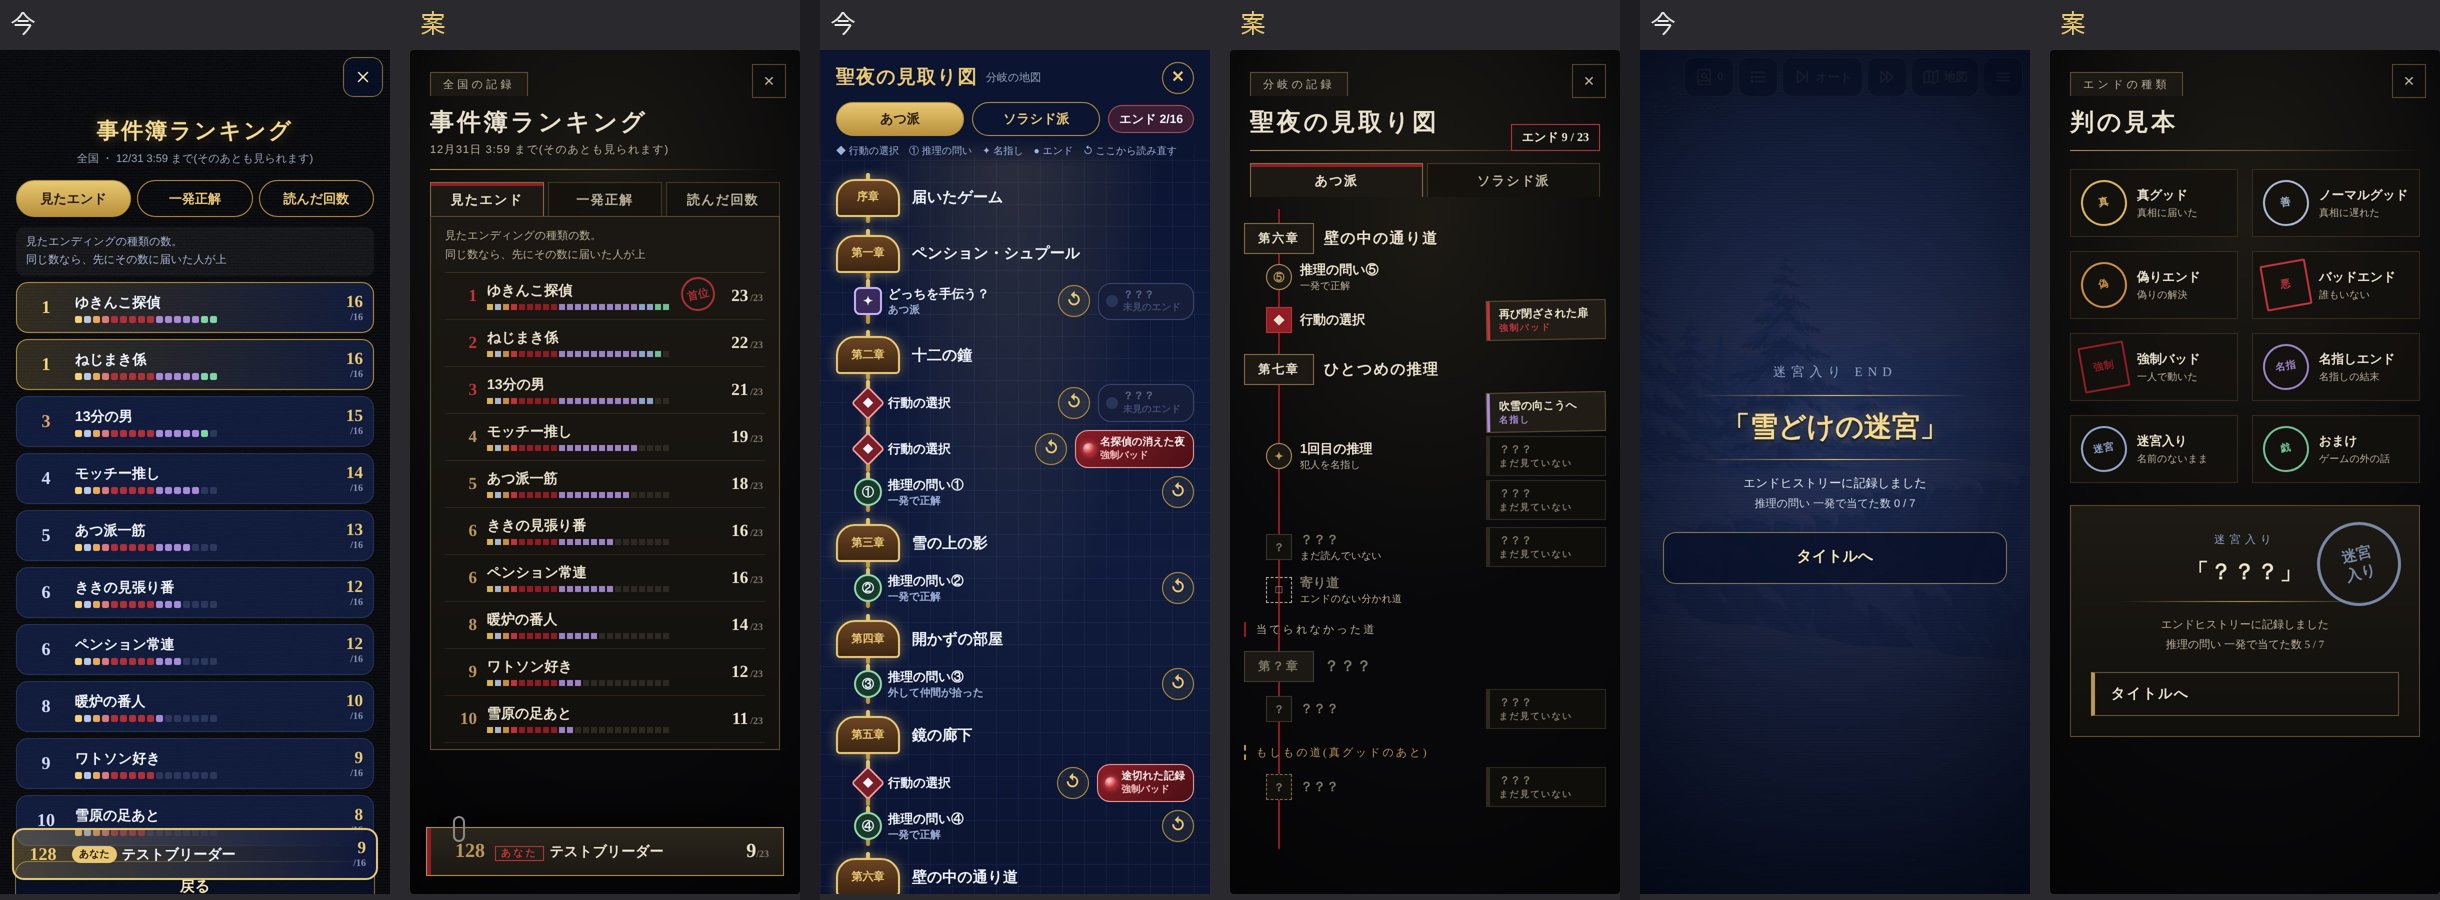 今
×
事件簿ランキング
全国 ・ 12/31 3:59 まで(そのあとも見られます)
見たエンド
一発正解
読んだ回数
見たエンディングの種類の数。
同じ数なら、先にその数に届いた人が上
1 ゆきんこ探偵 16 /16
1 ねじまき係 16 /16
3 13分の男 15 /16
4 モッチー推し 14 /16
5 あつ派一筋 13 /16
6 ききの見張り番 12 /16
6 ペンション常連 12 /16
8 暖炉の番人 10 /16
9 ワトソン好き 9 /16
10 雪原の足あと 8
128 あなた テストブリーダー 9 /16
戻る
案
全国の記録
×
事件簿ランキング
12月31日 3:59 まで(そのあとも見られます)
見たエンド
一発正解
読んだ回数
見たエンディングの種類の数。
同じ数なら、先にその数に届いた人が上
1 ゆきんこ探偵 首位 23 /23
2 ねじまき係 22 /23
3 13分の男 21 /23
4 モッチー推し 19 /23
5 あつ派一筋 18 /23
6 ききの見張り番 16 /23
6 ペンション常連 16 /23
8 暖炉の番人 14 /23
9 ワトソン好き 12 /23
10 雪原の足あと 11 /23
128 あなた テストブリーダー 9/23
今
聖夜の見取り図 分岐の地図 ×
あつ派
ソラシド派
エンド 2/16
◆ 行動の選択 ① 推理の問い ✦ 名指し ● エンド ↺ ここから読み直す
序章 届いたゲーム
第一章 ペンション・シュプール
どっちを手伝う？
あつ派
？？？
未見のエンド
第二章 十二の鐘
行動の選択
？？？
未見のエンド
行動の選択
名探偵の消えた夜
強制バッド
① 推理の問い①
一発で正解
第三章 雪の上の影
② 推理の問い②
一発で正解
第四章 開かずの部屋
③ 推理の問い③
外して仲間が拾った
第五章 鏡の廊下
行動の選択
途切れた記録
強制バッド
④ 推理の問い④
一発で正解
第六章 壁の中の通り道
案
分岐の記録
×
聖夜の見取り図
エンド 9 / 23
あつ派
ソラシド派
第六章 壁の中の通り道
⑤ 推理の問い⑤
一発で正解
行動の選択
再び閉ざされた扉
強制バッド
第七章 ひとつめの推理
吹雪の向こうへ
名指し
1回目の推理
犯人を名指し
？？？
まだ見ていない
？？？
まだ見ていない
? ？？？
まだ読んでいない
？？？
まだ見ていない
寄り道
エンドのない分かれ道
当てられなかった道
第？章 ？？？
? ？？？
？？？
まだ見ていない
もしもの道(真グッドのあと)
? ？？？
？？？
まだ見ていない
今
0
オート
地図
迷宮入り END
「雪どけの迷宮」
エンドヒストリーに記録しました
推理の問い 一発で当てた数 0 / 7
タイトルへ
案
エンドの種類
×
判の見本
真 真グッド
真相に届いた
善 ノーマルグッド
真相に遅れた
偽 偽りエンド
偽りの解決
悪 バッドエンド
誰もいない
強制 強制バッド
一人で動いた
名指 名指しエンド
名指しの結末
迷宮 迷宮入り
名前のないまま
戯 おまけ
ゲームの外の話
迷宮入り
「？？？」
迷宮
入り
エンドヒストリーに記録しました
推理の問い 一発で当てた数 5 / 7
タイトルへ